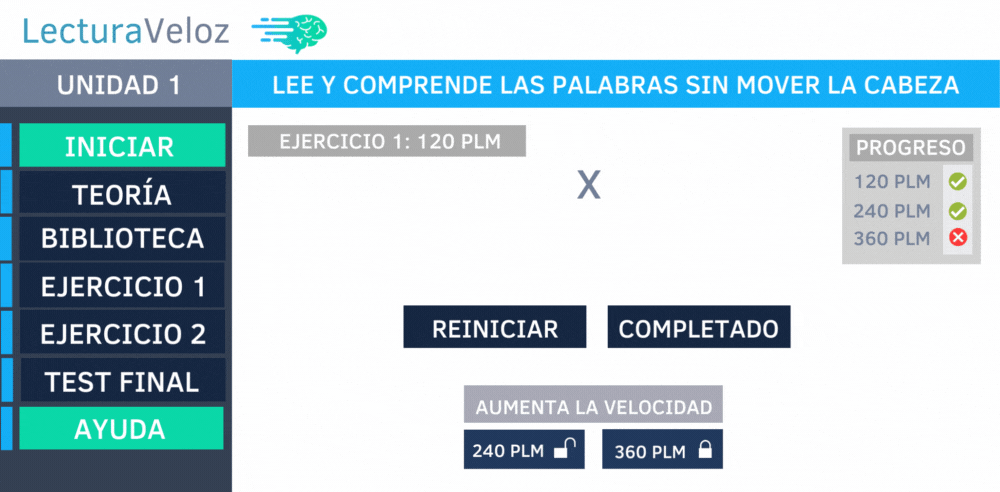 LecturaVeloz
UNIDAD 1
LEE Y COMPRENDE LAS PALABRAS SIN MOVER LA CABEZA
INICIAR
TEORÍA
BIBLIOTECA
EJERCICIO 1
EJERCICIO 2
TEST FINAL
AYUDA
EJERCICIO 1: 120 PLM
X
PROGRESO
120 PLM
240 PLM
360 PLM
REINICIAR
COMPLETADO
AUMENTA LA VELOCIDAD
240 PLM
360 PLM